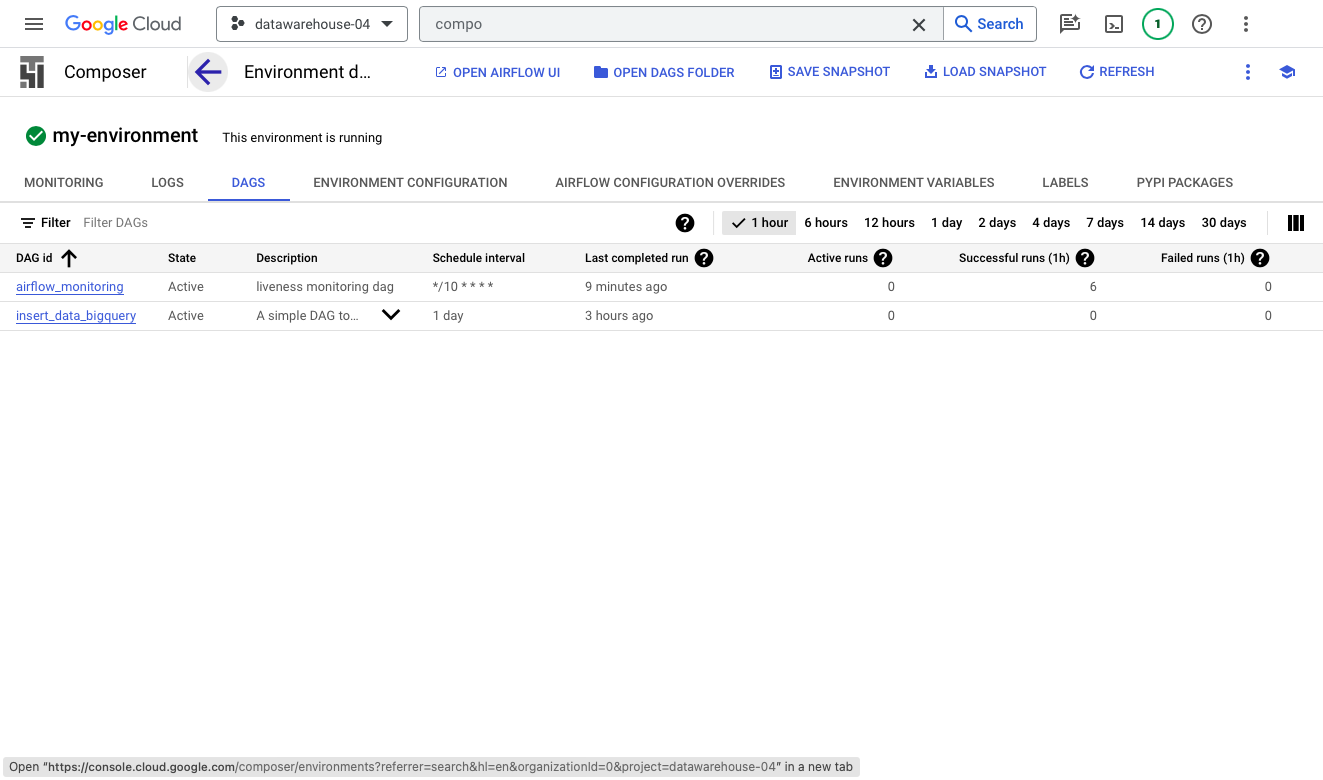 Google Cloud datawarehouse-04 compo Search 1
Composer Environment d... OPEN AIRFLOW UI OPEN DAGS FOLDER SAVE SNAPSHOT LOAD SNAPSHOT REFRESH
my-environment This environment is running
MONITORING LOGS DAGS ENVIRONMENT CONFIGURATION AIRFLOW CONFIGURATION OVERRIDES ENVIRONMENT VARIABLES LABELS PYPI PACKAGES
Filter Filter DAGs 1 hour 6 hours 12 hours 1 day 2 days 4 days 7 days 14 days 30 days
DAG id State Description Schedule interval Last completed run Active runs Successful runs (1h) Failed runs (1h)
airflow_monitoring Active liveness monitoring dag */10 * * * * 9 minutes ago 0 6 0
insert_data_bigquery Active A simple DAG to... 1 day 3 hours ago 0 0 0
Open “https://console.cloud.google.com/composer/environments?referrer=search&hl=en&organizationId=0&project=datawarehouse-04” in a new tab